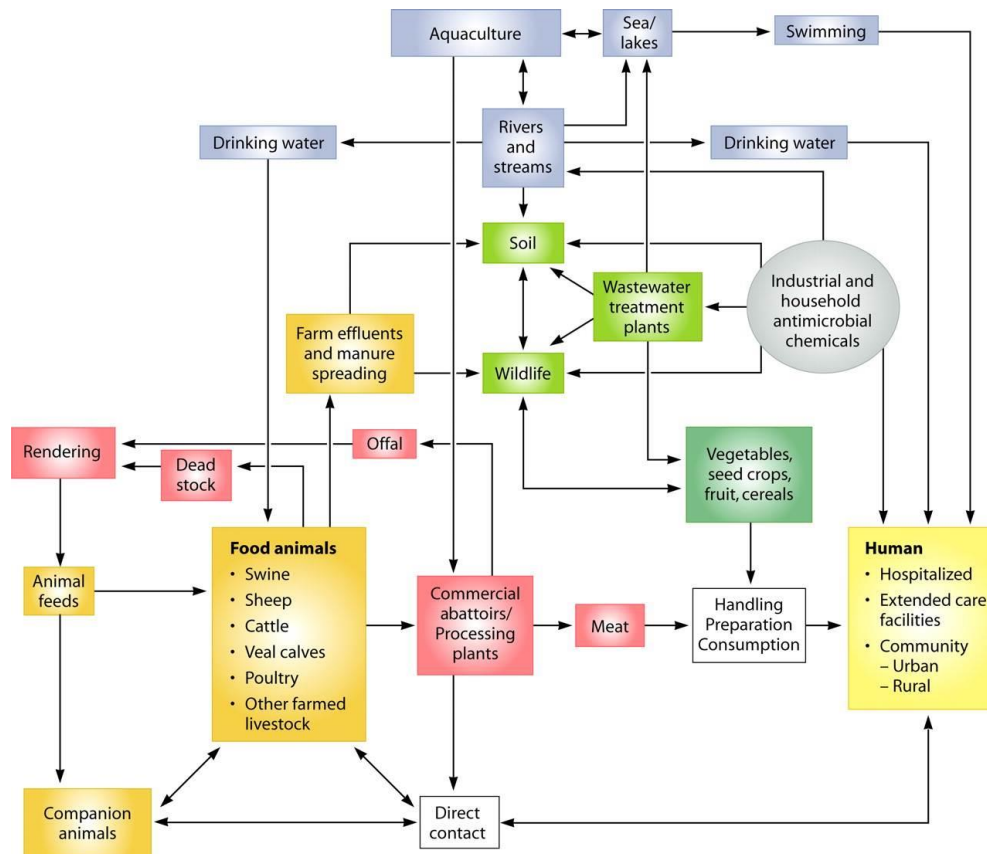 Aquaculture
Sea/
lakes
Swimming
Drinking water
Rivers
and
streams
Drinking water
Soil
Wastewater
treatment
plants
Industrial and
household
antimicrobial
chemicals
Farm effluents
and manure
spreading
Wildlife
Rendering
Dead
stock
Offal
Vegetables,
seed crops,
fruit, cereals
Animal
feeds
Food animals
• Swine
• Sheep
• Cattle
• Veal calves
• Poultry
• Other farmed
livestock
Commercial
abattoirs/
Processing
plants
Meat
Handling
Preparation
Consumption
Human
• Hospitalized
• Extended care
facilities
• Community
– Urban
– Rural
Companion
animals
Direct
contact